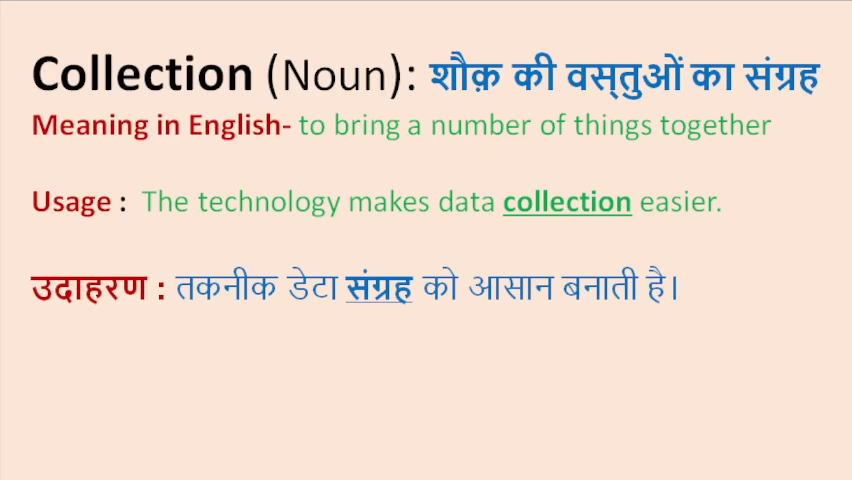 Collection (Noun): शौक़ की वस्तुओं का संग्रह
Meaning in English- to bring a number of things together
Usage : The technology makes data collection easier.
उदाहरण : तकनीक डेटा संग्रह को आसान बनाती है।